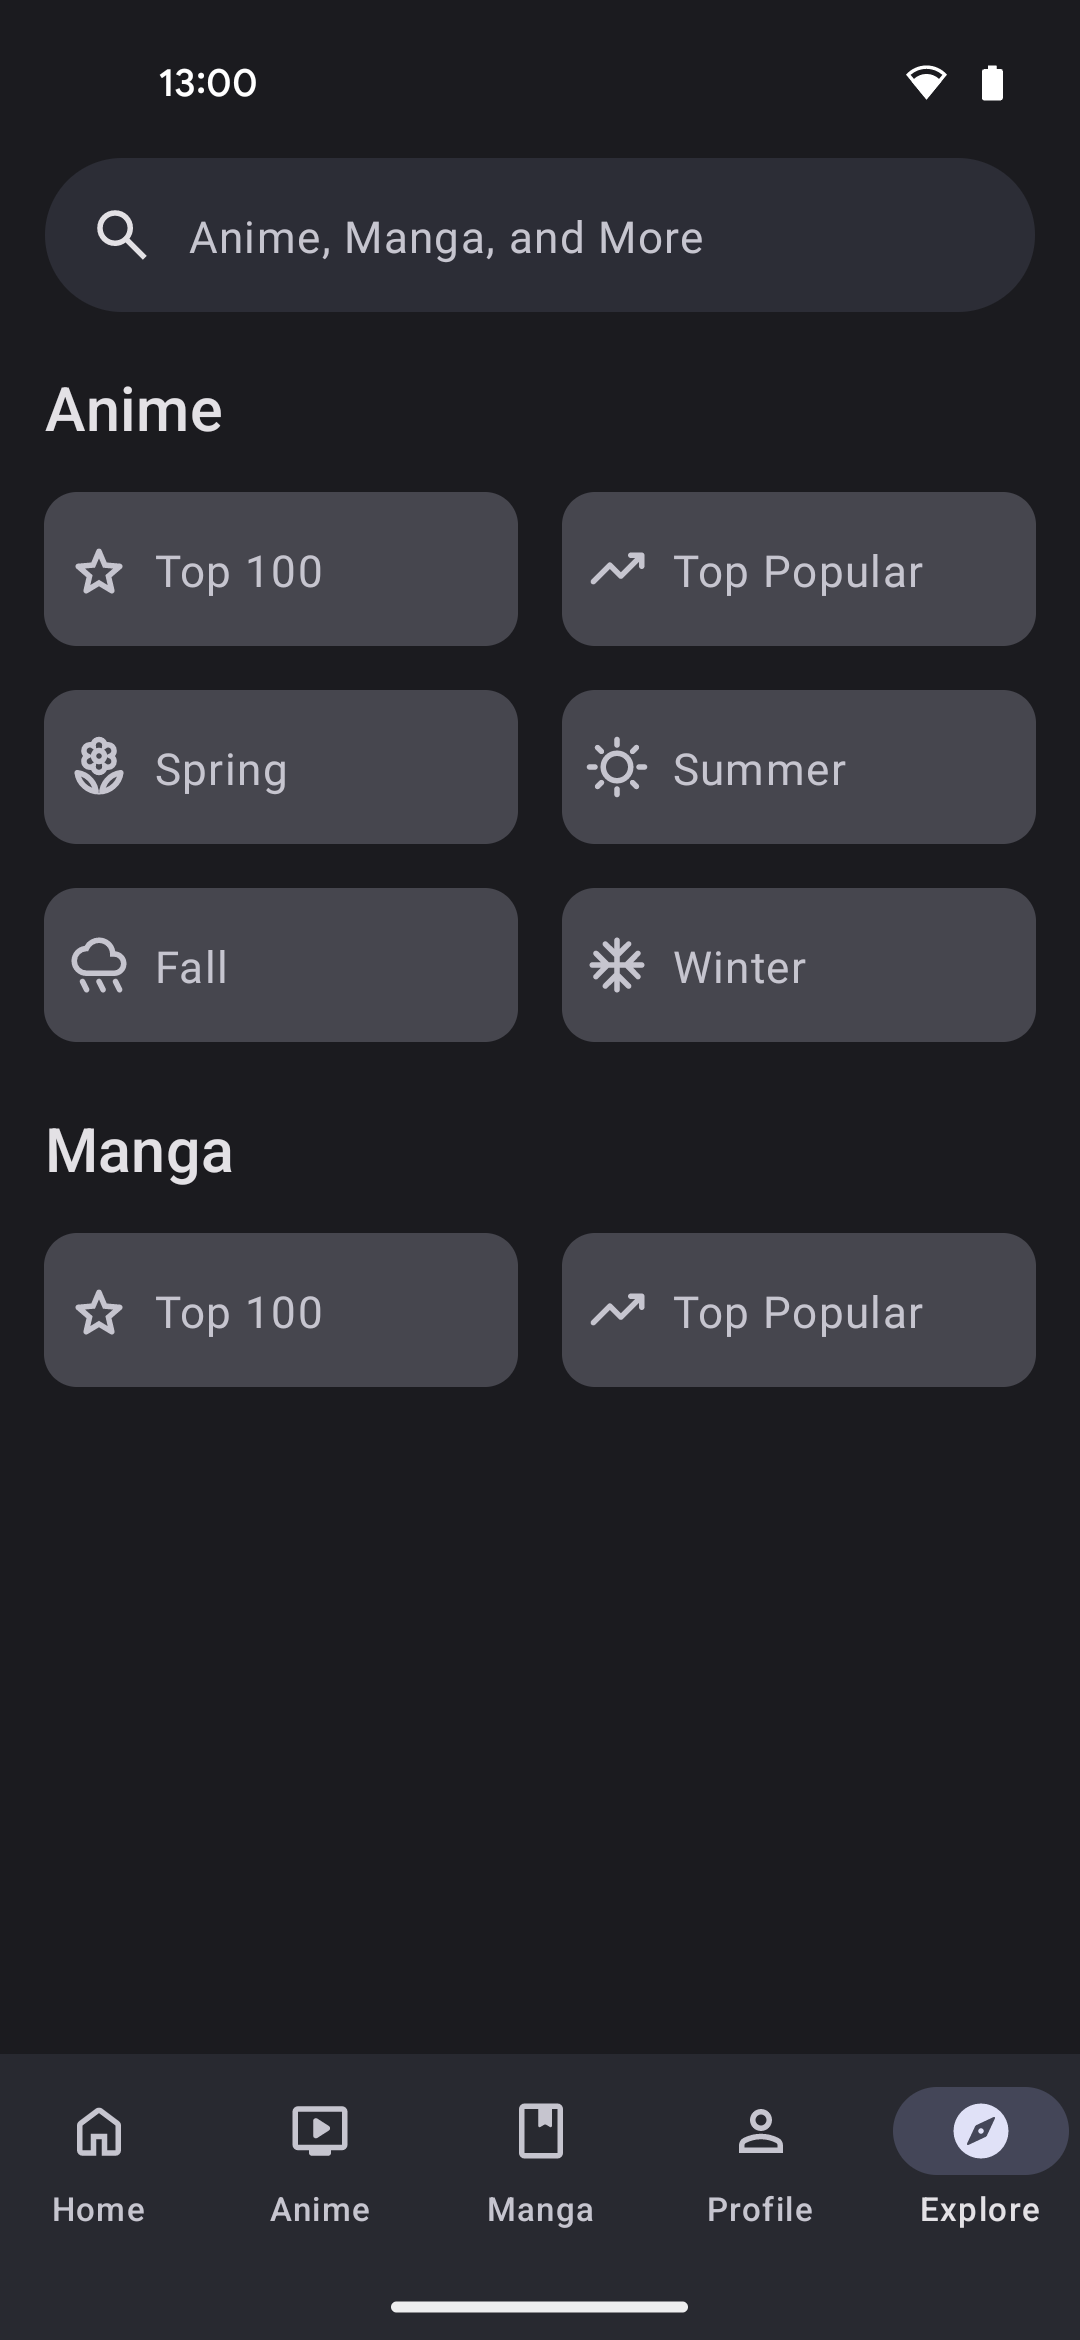 13:00
Anime, Manga, and More
Anime
Top 100
Top Popular
Spring
Summer
Fall
Winter
Manga
Top 100
Top Popular
Home
Anime
Manga
Profile
Explore